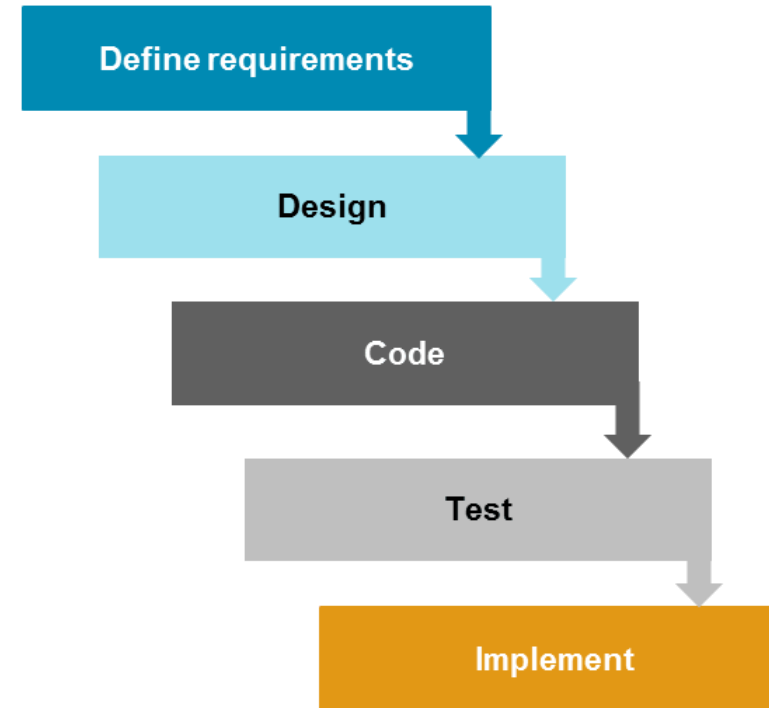 Define requirements
Design
Code
Test
Implement